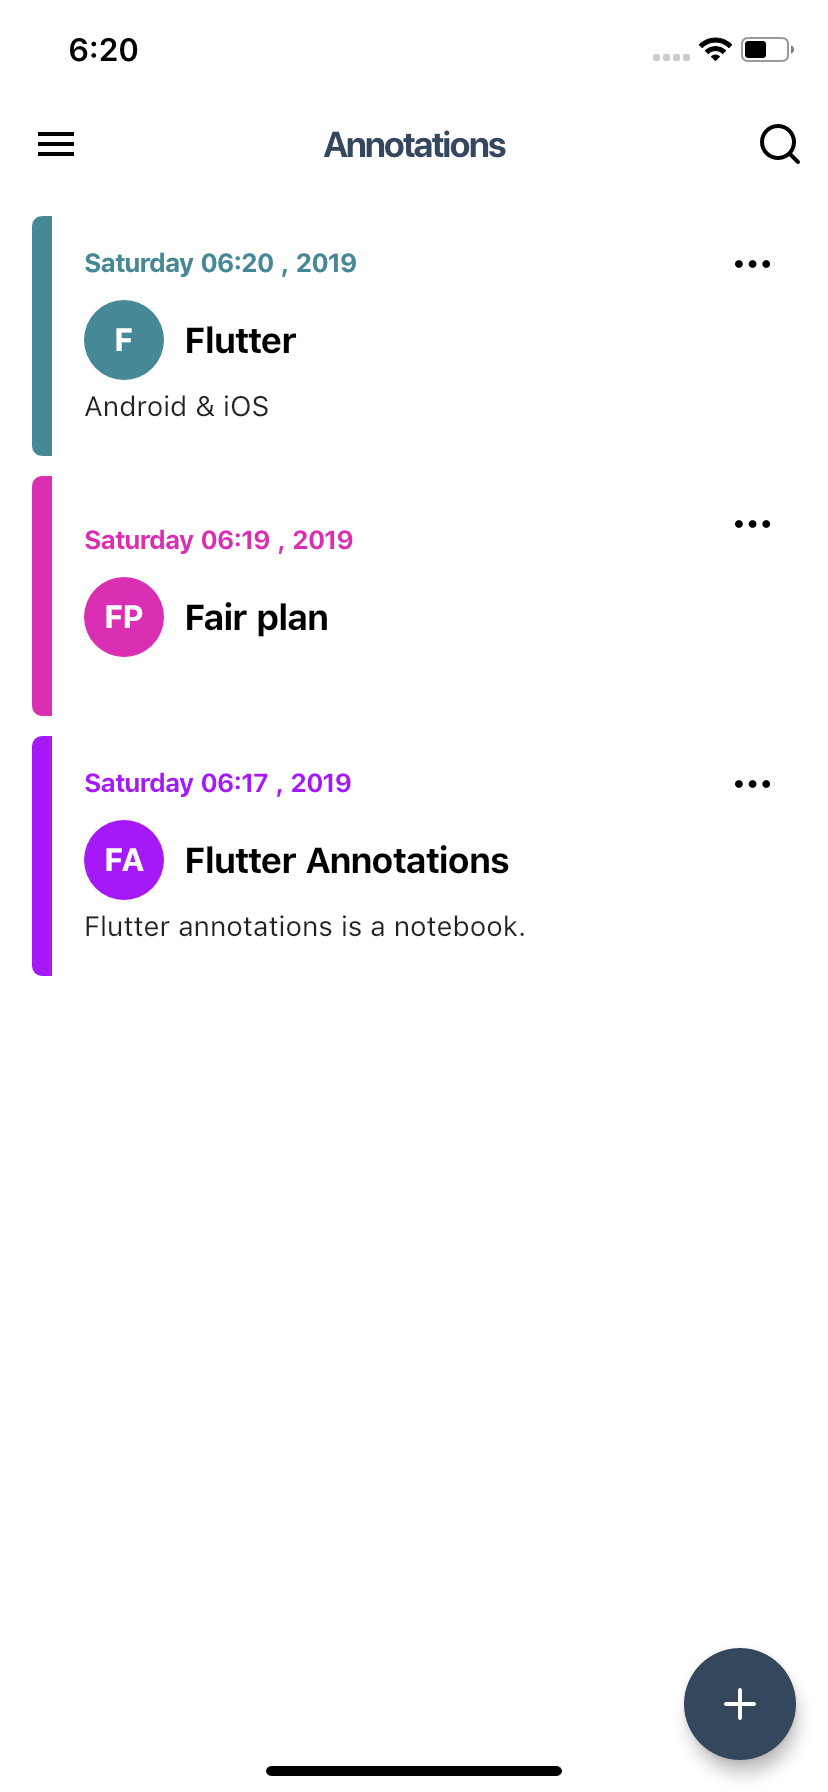 6:20
Annotations
Saturday 06:20 , 2019
F Flutter
Android & iOS
Saturday 06:19 , 2019
FP Fair plan
Saturday 06:17 , 2019
FA Flutter Annotations
Flutter annotations is a notebook.